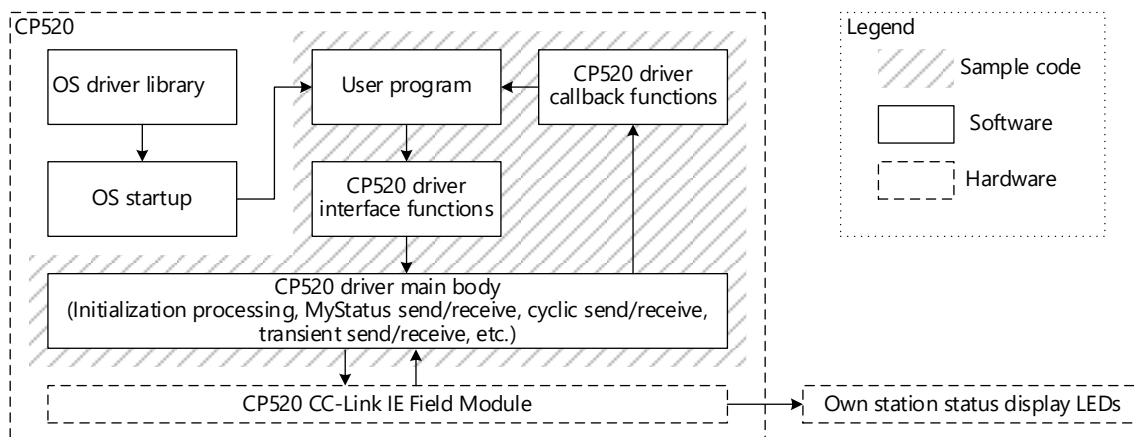 CP520
OS driver library
User program
CP520 driver
callback functions
OS startup
CP520 driver
interface functions
CP520 driver main body
(Initialization processing, MyStatus send/receive, cyclic send/receive,
transient send/receive, etc.)
CP520 CC-Link IE Field Module
Own station status display LEDs
Legend
Sample code
Software
Hardware